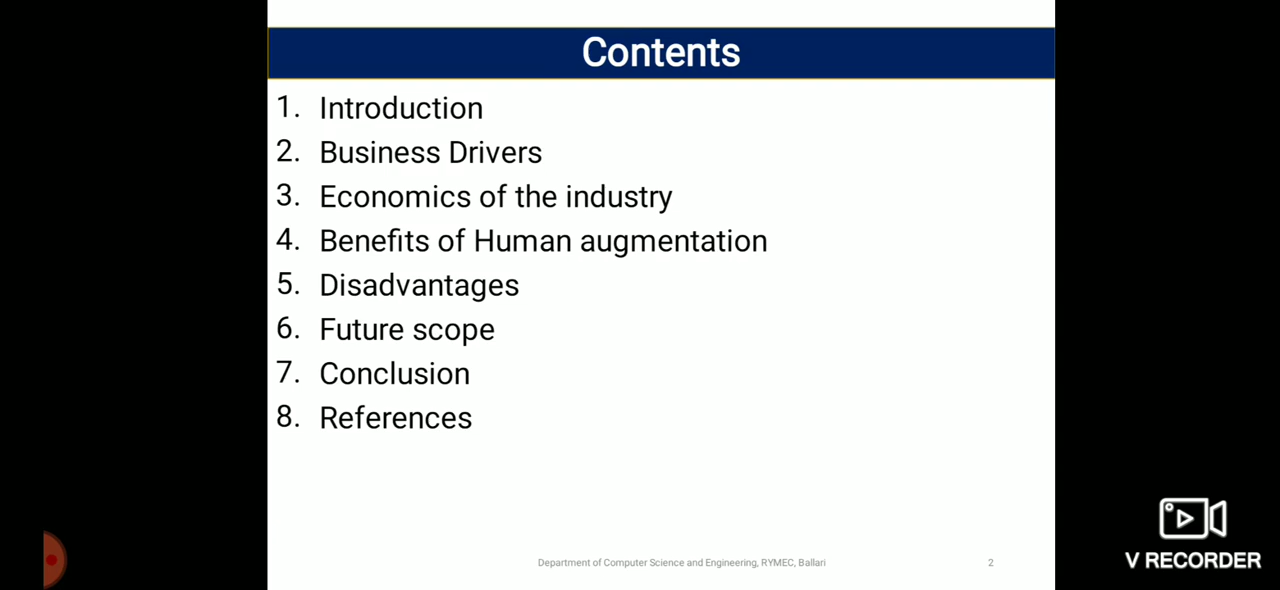 Contents
1. Introduction
2. Business Drivers
3. Economics of the industry
4. Benefits of Human augmentation
5. Disadvantages
6. Future scope
7. Conclusion
8. References
Department of Computer Science and Engineering, RYMEC, Ballari 2
V RECORDER